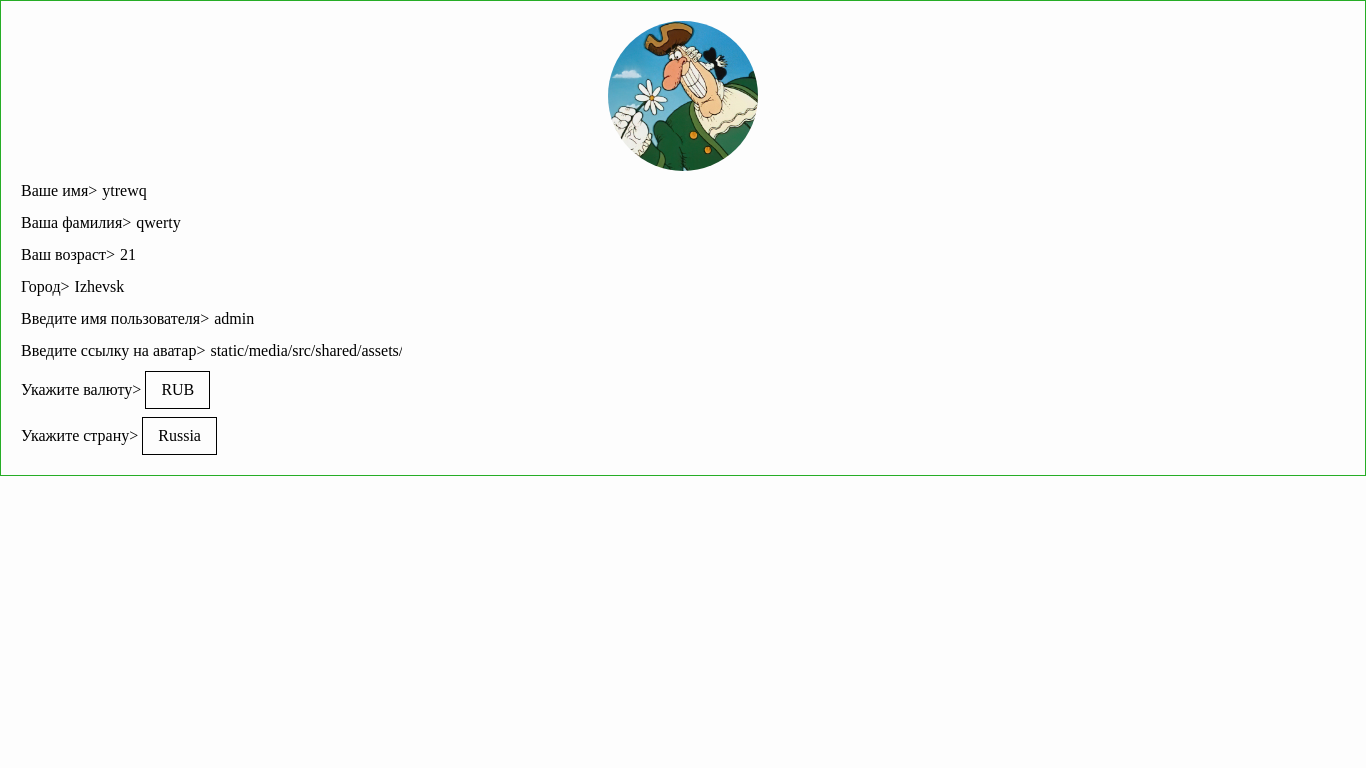 Ваше имя> ytrewq
Ваша фамилия> qwerty
Ваш возраст> 21
Город> Izhevsk
Введите имя пользователя> admin
Введите ссылку на аватар> static/media/src/shared/assets/
Укажите валюту> RUB
Укажите страну> Russia